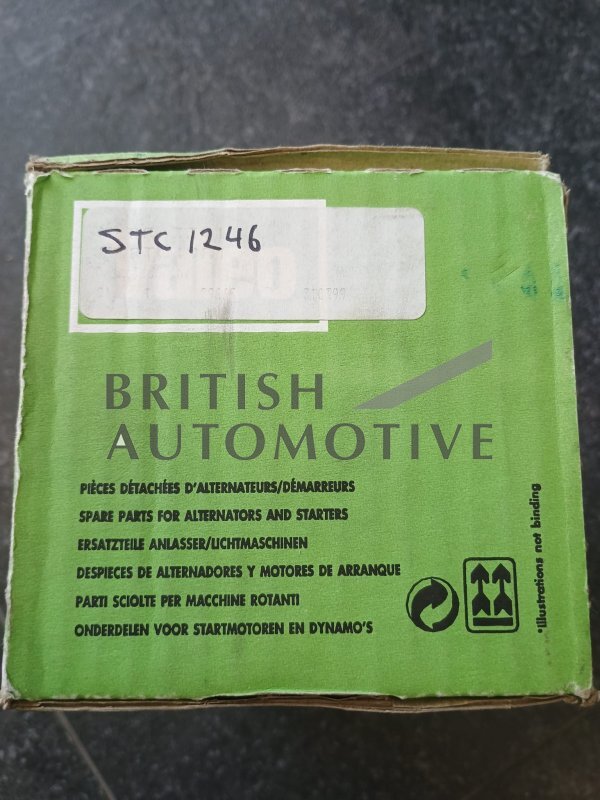 STC 1246
BRITISH
AUTOMOTIVE
PIÈCES DÉTACHÉES D'ALTERNATEURS/DÉMARREURS
SPARE PARTS FOR ALTERNATORS AND STARTERS
ERSATZTEILE ANLASSER/LICHTMASCHINEN
DESPIECES DE ALTERNADORES Y MOTORES DE ARRANQUE
PARTI SCIOLTE PER MACCHINE ROTANTI
ONDERDELEN VOOR STARTMOTOREN EN DYNAMO'S
*Illustrations not binding